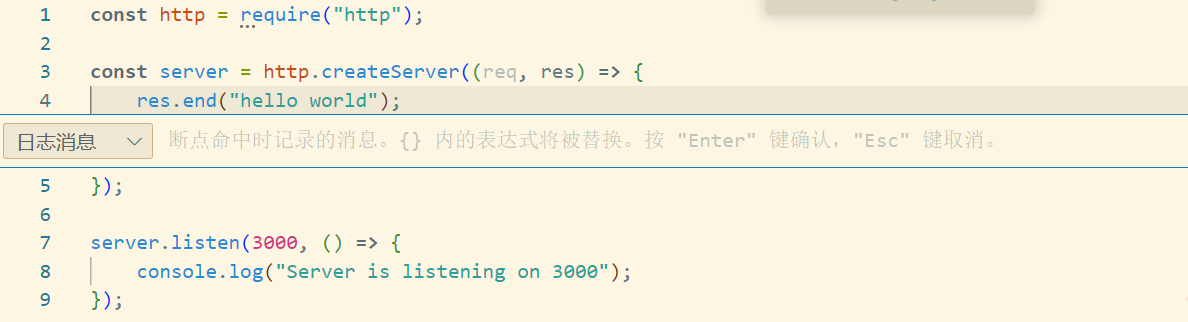 1 const http = require("http");
2
3 const server = http.createServer((req, res) => {
4 res.end("hello world");
日志消息 断点命中时记录的消息。{} 内的表达式将被替换。按 "Enter" 键确认，"Esc" 键取消。
5 });
6
7 server.listen(3000, () => {
8 console.log("Server is listening on 3000");
9 });